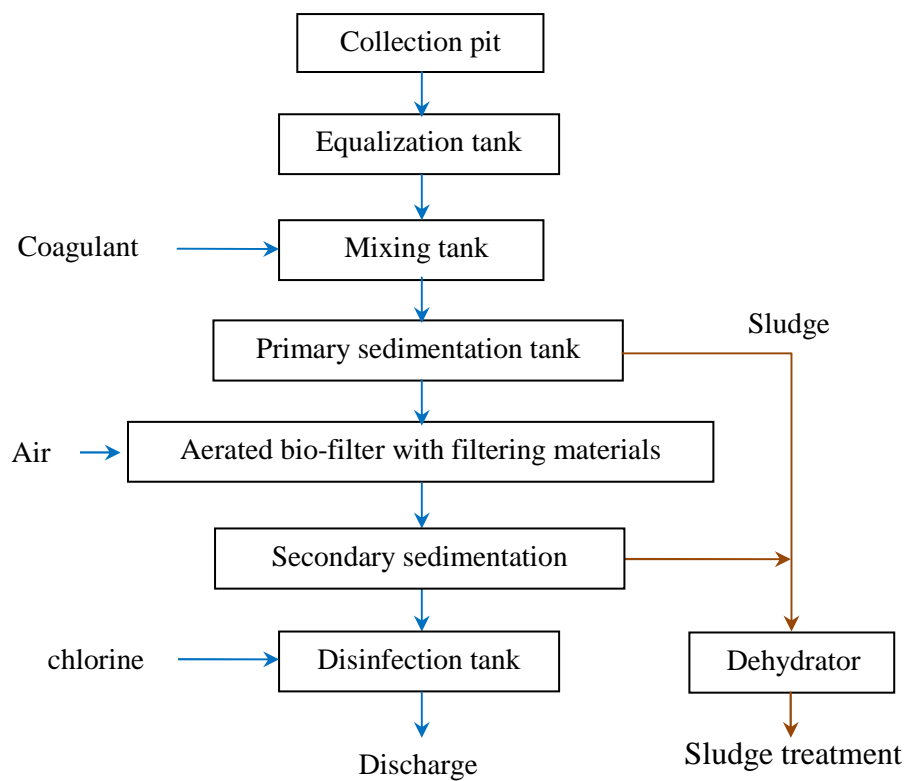 Collection pit
Equalization tank
Coagulant
Mixing tank
Sludge
Primary sedimentation tank
Air
Aerated bio-filter with filtering materials
Secondary sedimentation
chlorine
Disinfection tank
Dehydrator
Discharge
Sludge treatment